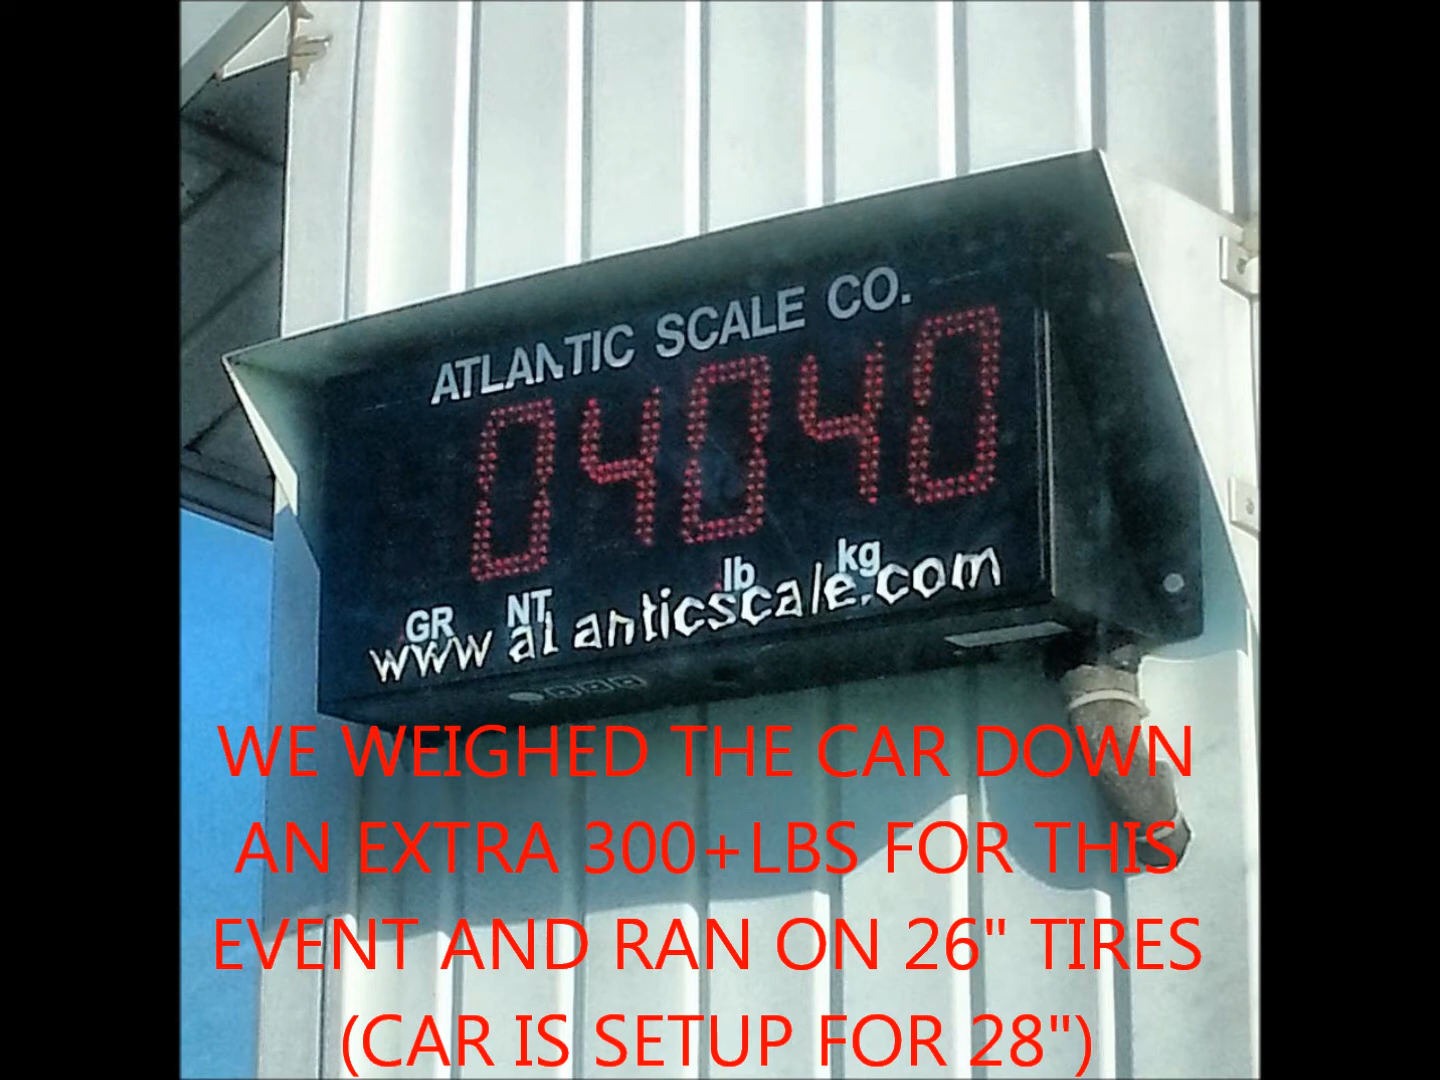 ATLANTIC SCALE CO.
04040
lb kg
GR NT
www.atlanticscale.com
WE WEIGHED THE CAR DOWN
AN EXTRA 300+LBS FOR THIS
EVENT AND RAN ON 26" TIRES
(CAR IS SETUP FOR 28")